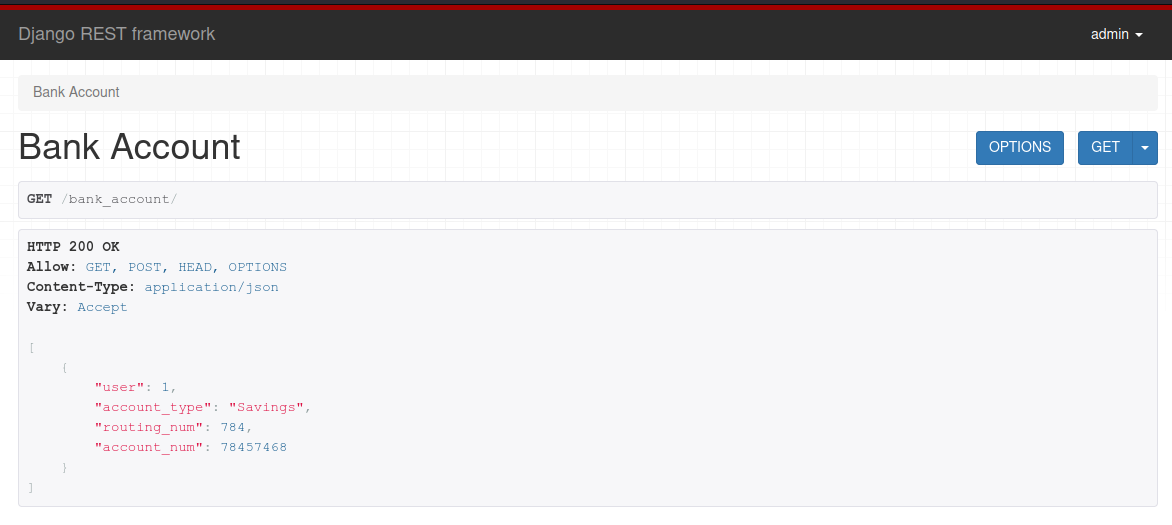 Django REST framework
admin
Bank Account
Bank Account
OPTIONS
GET
GET /bank_account/
HTTP 200 OK
Allow: GET, POST, HEAD, OPTIONS
Content-Type: application/json
Vary: Accept
[
    {
        "user": 1,
        "account_type": "Savings",
        "routing_num": 784,
        "account_num": 78457468
    }
]